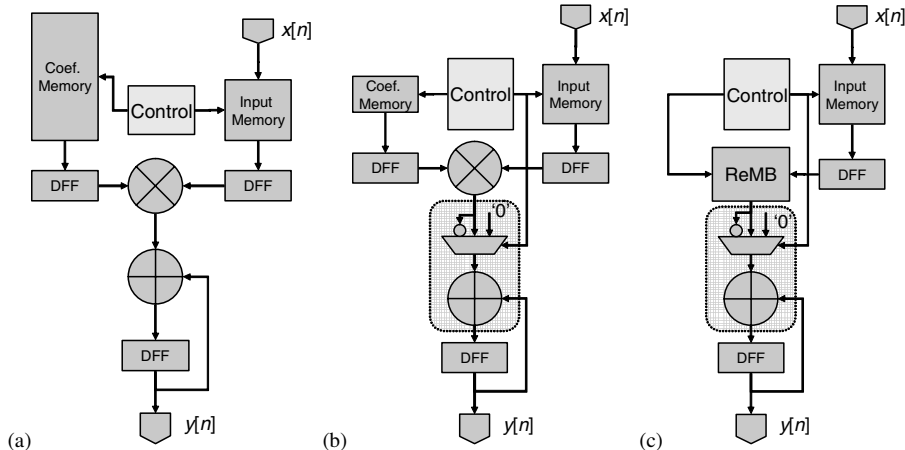 x[n]
Coef.
Memory
Control
Input
Memory
DFF
DFF
DFF
y[n]
(a)
x[n]
Coef.
Memory
Control
Input
Memory
DFF
DFF
'0'
DFF
y[n]
(b)
x[n]
Control
Input
Memory
ReMB
DFF
'0'
DFF
y[n]
(c)